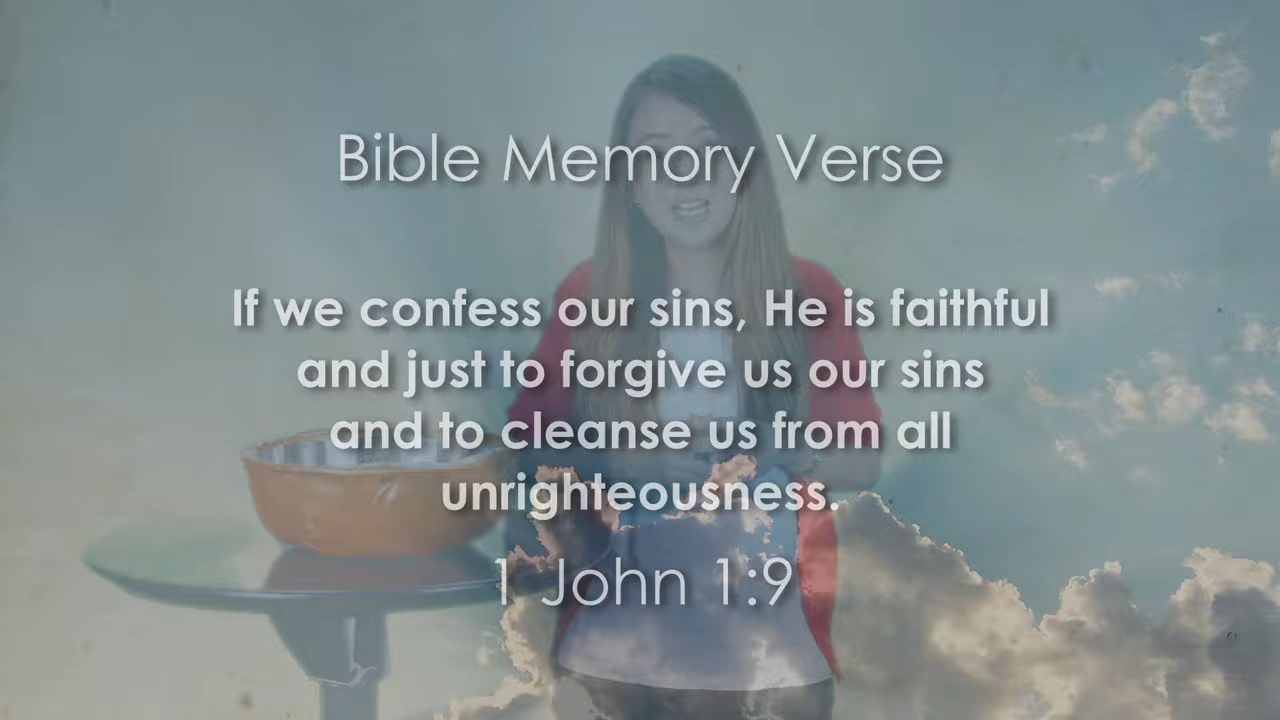 Bible Memory Verse
If we confess our sins, He is faithful
and just to forgive us our sins
and to cleanse us from all
unrighteousness.
1 John 1:9